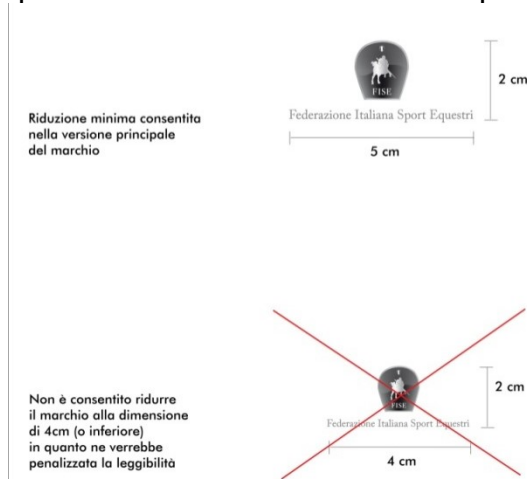 FISE
2 cm
Federazione Italiana Sport Equestri
Riduzione minima consentita
nella versione principale
del marchio
5 cm
FISE
2 cm
Non è consentito ridurre
il marchio alla dimensione
di 4cm (o inferiore)
in quanto ne verrebbe
penalizzata la leggibilità
Federazione Italiana Sport Equestri
4 cm